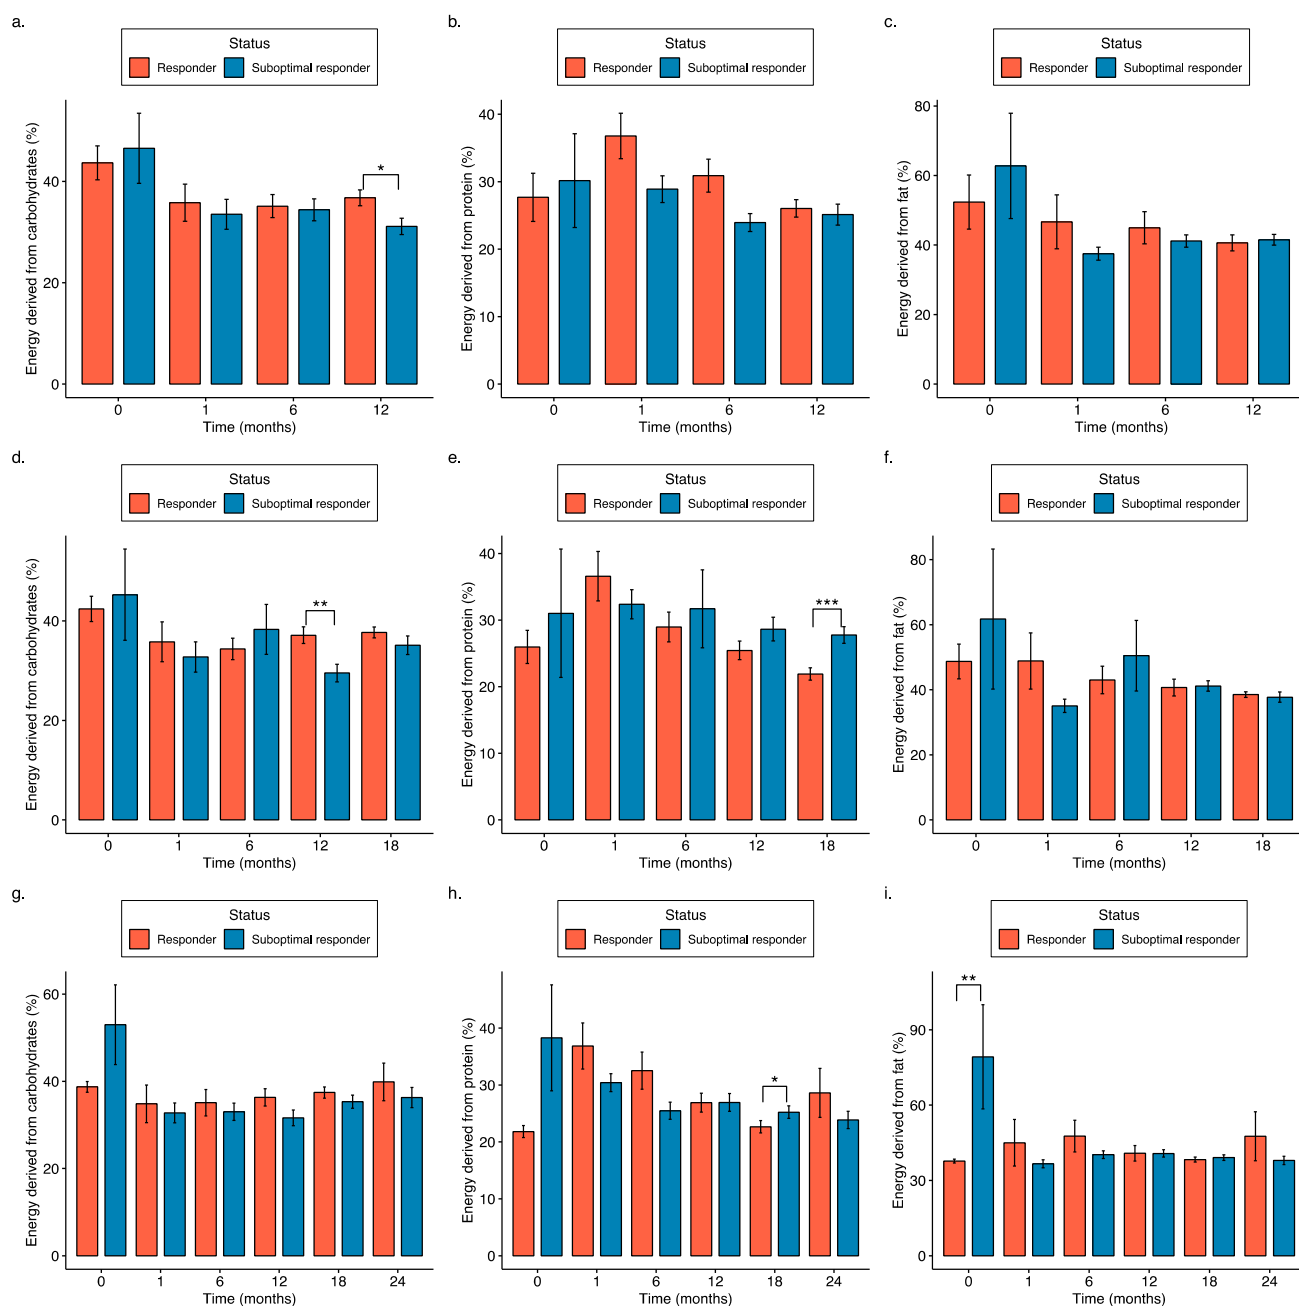 a.
Status
Responder Suboptimal responder
Energy derived from carbohydrates (%)
40
20
0
*
0 1 6 12
Time (months)
b.
Status
Responder Suboptimal responder
Energy derived from protein (%)
40
30
20
10
0
0 1 6 12
Time (months)
c.
Status
Responder Suboptimal responder
Energy derived from fat (%)
80
60
40
20
0
0 1 6 12
Time (months)
d.
Status
Responder Suboptimal responder
Energy derived from carbohydrates (%)
40
20
0
**
0 1 6 12 18
Time (months)
e.
Status
Responder Suboptimal responder
Energy derived from protein (%)
40
30
20
10
0
***
0 1 6 12 18
Time (months)
f.
Status
Responder Suboptimal responder
Energy derived from fat (%)
80
60
40
20
0
0 1 6 12 18
Time (months)
g.
Status
Responder Suboptimal responder
Energy derived from carbohydrates (%)
60
40
20
0
0 1 6 12 18 24
Time (months)
h.
Status
Responder Suboptimal responder
Energy derived from protein (%)
40
30
20
10
0
*
0 1 6 12 18 24
Time (months)
i.
Status
Responder Suboptimal responder
Energy derived from fat (%)
90
60
30
0
**
0 1 6 12 18 24
Time (months)